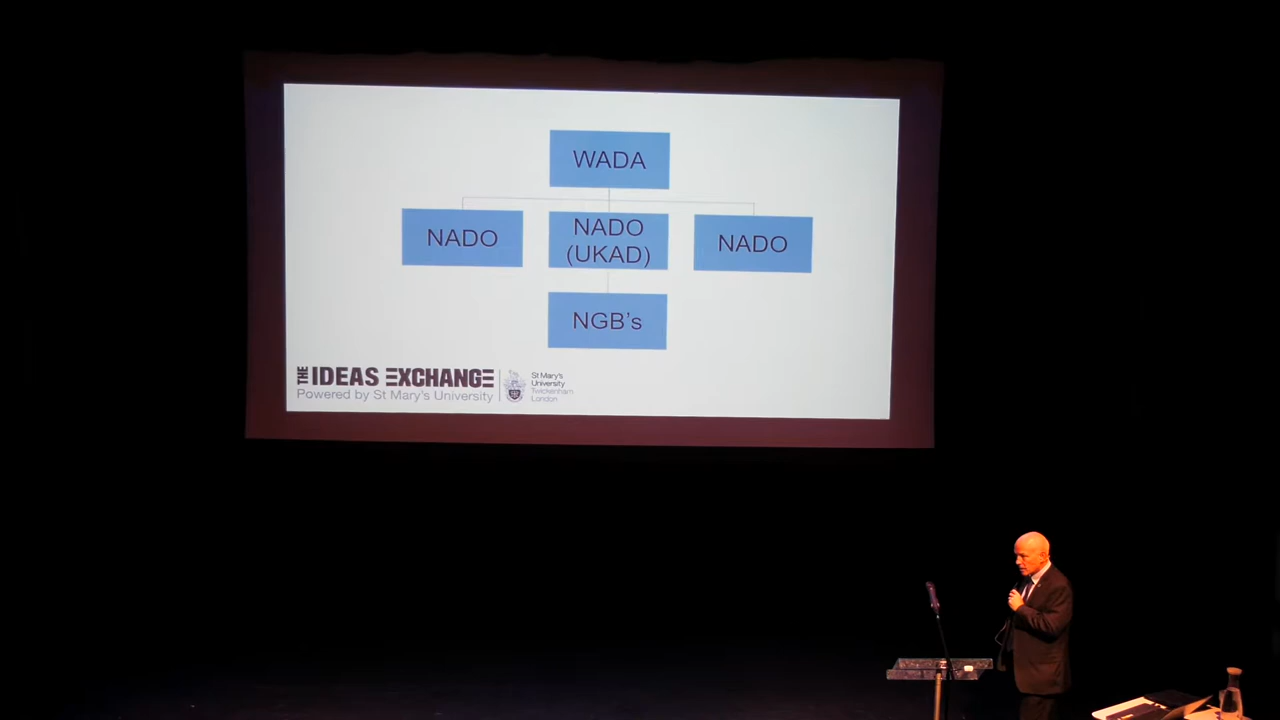 WADA
NADO
NADO
(UKAD)
NADO
NGB's
THE IDEAS EXCHANGE
Powered by St Mary's University
St Mary's
University
Twickenham
London